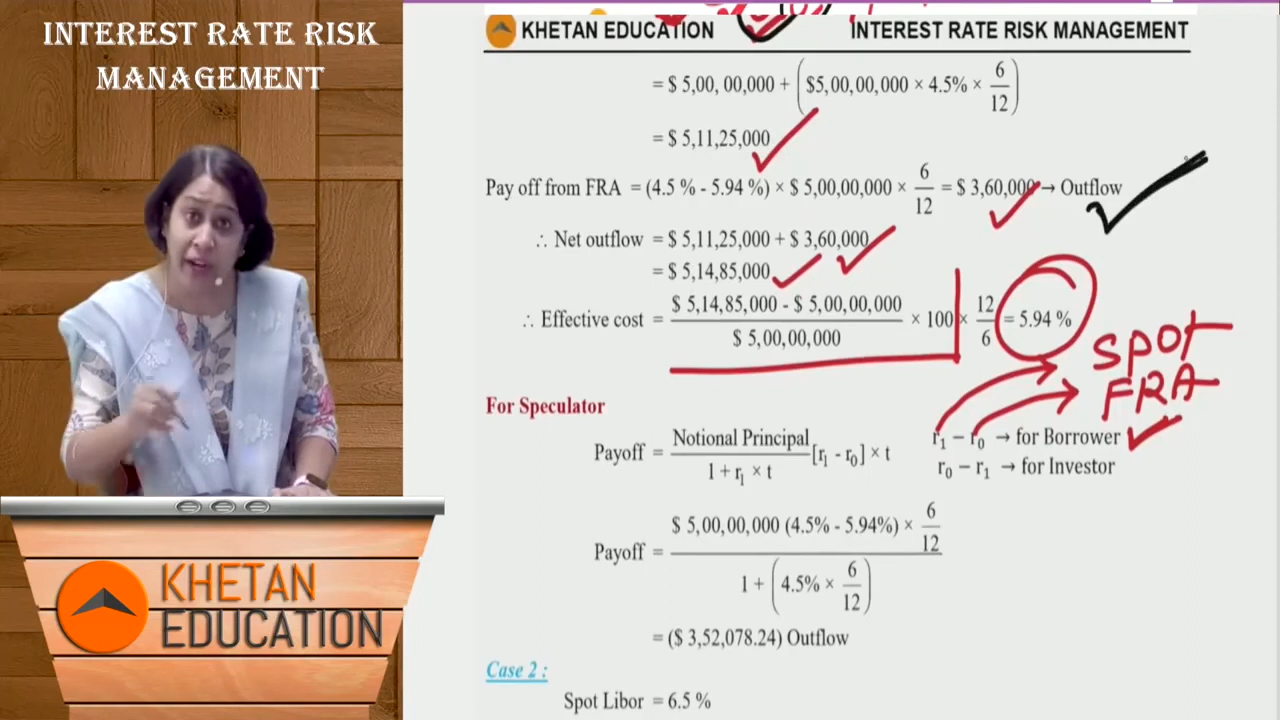 INTEREST RATE RISK
MANAGEMENT
KHETAN EDUCATION
INTEREST RATE RISK MANAGEMENT
= $ 5,00, 00,000 + ($5,00,00,000 × 4.5% × 6/12)
= $ 5,11,25,000
Pay off from FRA = (4.5 % - 5.94 %) × $ 5,00,00,000 × 6/12 = $ 3,60,000 → Outflow
∴ Net outflow = $ 5,11,25,000 + $ 3,60,000
= $ 5,14,85,000
∴ Effective cost = $ 5,14,85,000 - $ 5,00,00,000 / $ 5,00,00,000 × 100 × 12/6 = 5.94 %
SPOT
FRA
For Speculator
Payoff = Notional Principal / 1 + r₁ × t [r₁ - r₀] × t
r₁ − r₀ → for Borrower
r₀ − r₁ → for Investor
Payoff = $ 5,00,00,000 (4.5% - 5.94%) × 6/12 / 1 + (4.5% × 6/12)
= ($ 3,52,078.24) Outflow
Case 2 :
Spot Libor = 6.5 %
KHETAN
EDUCATION